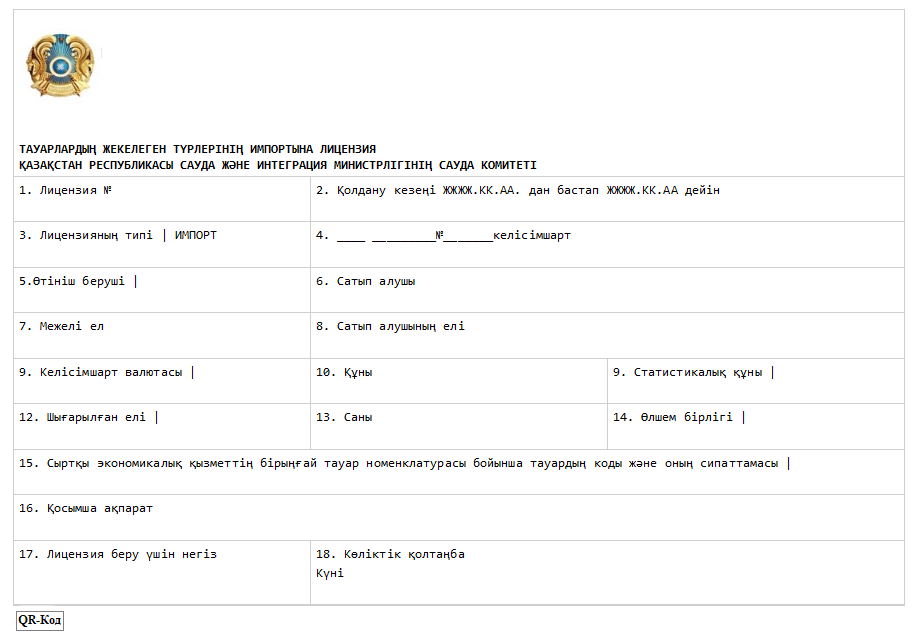 ТАУАРЛАРДЫҢ ЖЕКЕЛЕГЕН ТҮРЛЕРІНІҢ ИМПОРТЫНА ЛИЦЕНЗИЯ
ҚАЗАҚСТАН РЕСПУБЛИКАСЫ САУДА ЖӘНЕ ИНТЕГРАЦИЯ МИНИСТРЛІГІНІҢ САУДА КОМИТЕТІ
1. Лицензия №
2. Қолдану кезеңі ЖЖЖЖ.КК.АА. дан бастап ЖЖЖЖ.КК.АА дейін
3. Лицензияның типі | ИМПОРТ
4. ____ _________№_______келісімшарт
5.Өтініш беруші |
6. Сатып алушы
7. Межелі ел
8. Сатып алушының елі
9. Келісімшарт валютасы |
10. Құны
9. Статистикалық құны |
12. Шығарылған елі |
13. Саны
14. Өлшем бірлігі |
15. Сыртқы экономикалық қызметтің бірыңғай тауар номенклатурасы бойынша тауардың коды және оның сипаттамасы |
16. Қосымша ақпарат
17. Лицензия беру үшін негіз
18. Көліктік қолтаңба
Күні
QR-Код